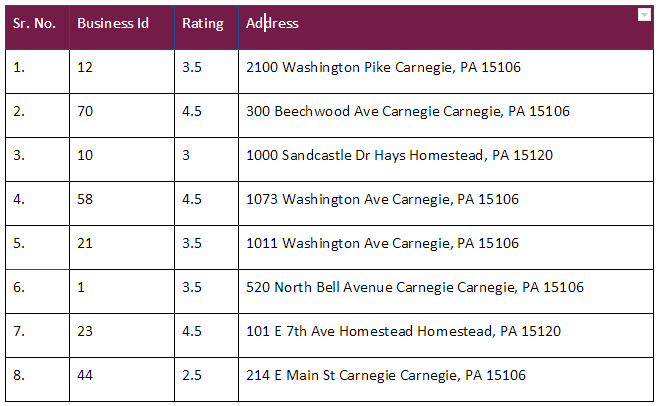 Sr. No. Business Id Rating Address
1. 12 3.5 2100 Washington Pike Carnegie, PA 15106
2. 70 4.5 300 Beechwood Ave Carnegie Carnegie, PA 15106
3. 10 3 1000 Sandcastle Dr Hays Homestead, PA 15120
4. 58 4.5 1073 Washington Ave Carnegie, PA 15106
5. 21 3.5 1011 Washington Ave Carnegie, PA 15106
6. 1 3.5 520 North Bell Avenue Carnegie Carnegie, PA 15106
7. 23 4.5 101 E 7th Ave Homestead Homestead, PA 15120
8. 44 2.5 214 E Main St Carnegie Carnegie, PA 15106